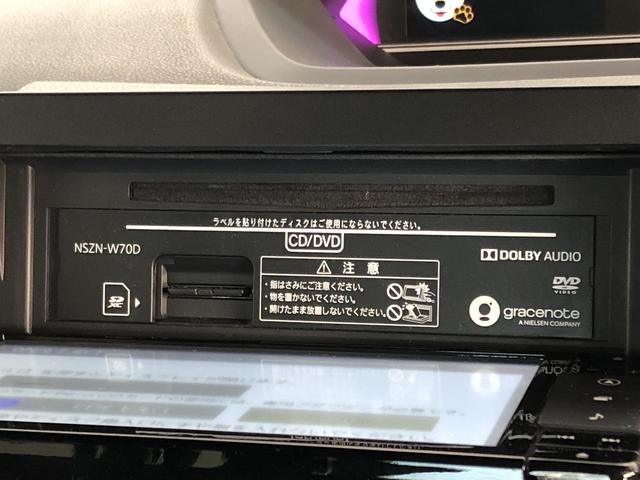 ラベルを貼り付けたディスクはご使用にならないでください。
CD/DVD
NSZN-W70D
DOLBY AUDIO
注意
・指はさみにご注意ください。
・物を置かないでください。
・開けたまま放置しないでください。
DVD
VIDEO
SD
XC
gracenote
A NIELSEN COMPANY